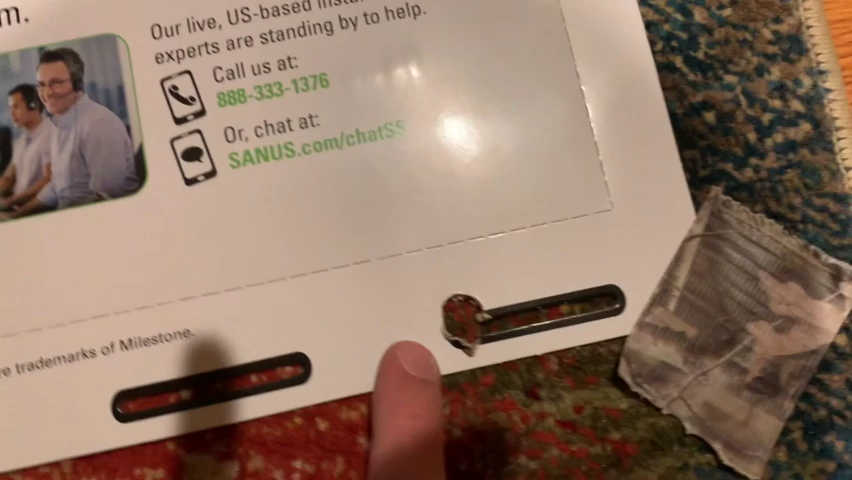 m.
Our live, US-based
experts are standing by to help.
Call us at:
888-333-1376
Or, chat at:
SANUS.com/chatSS
trademarks of Milestone.